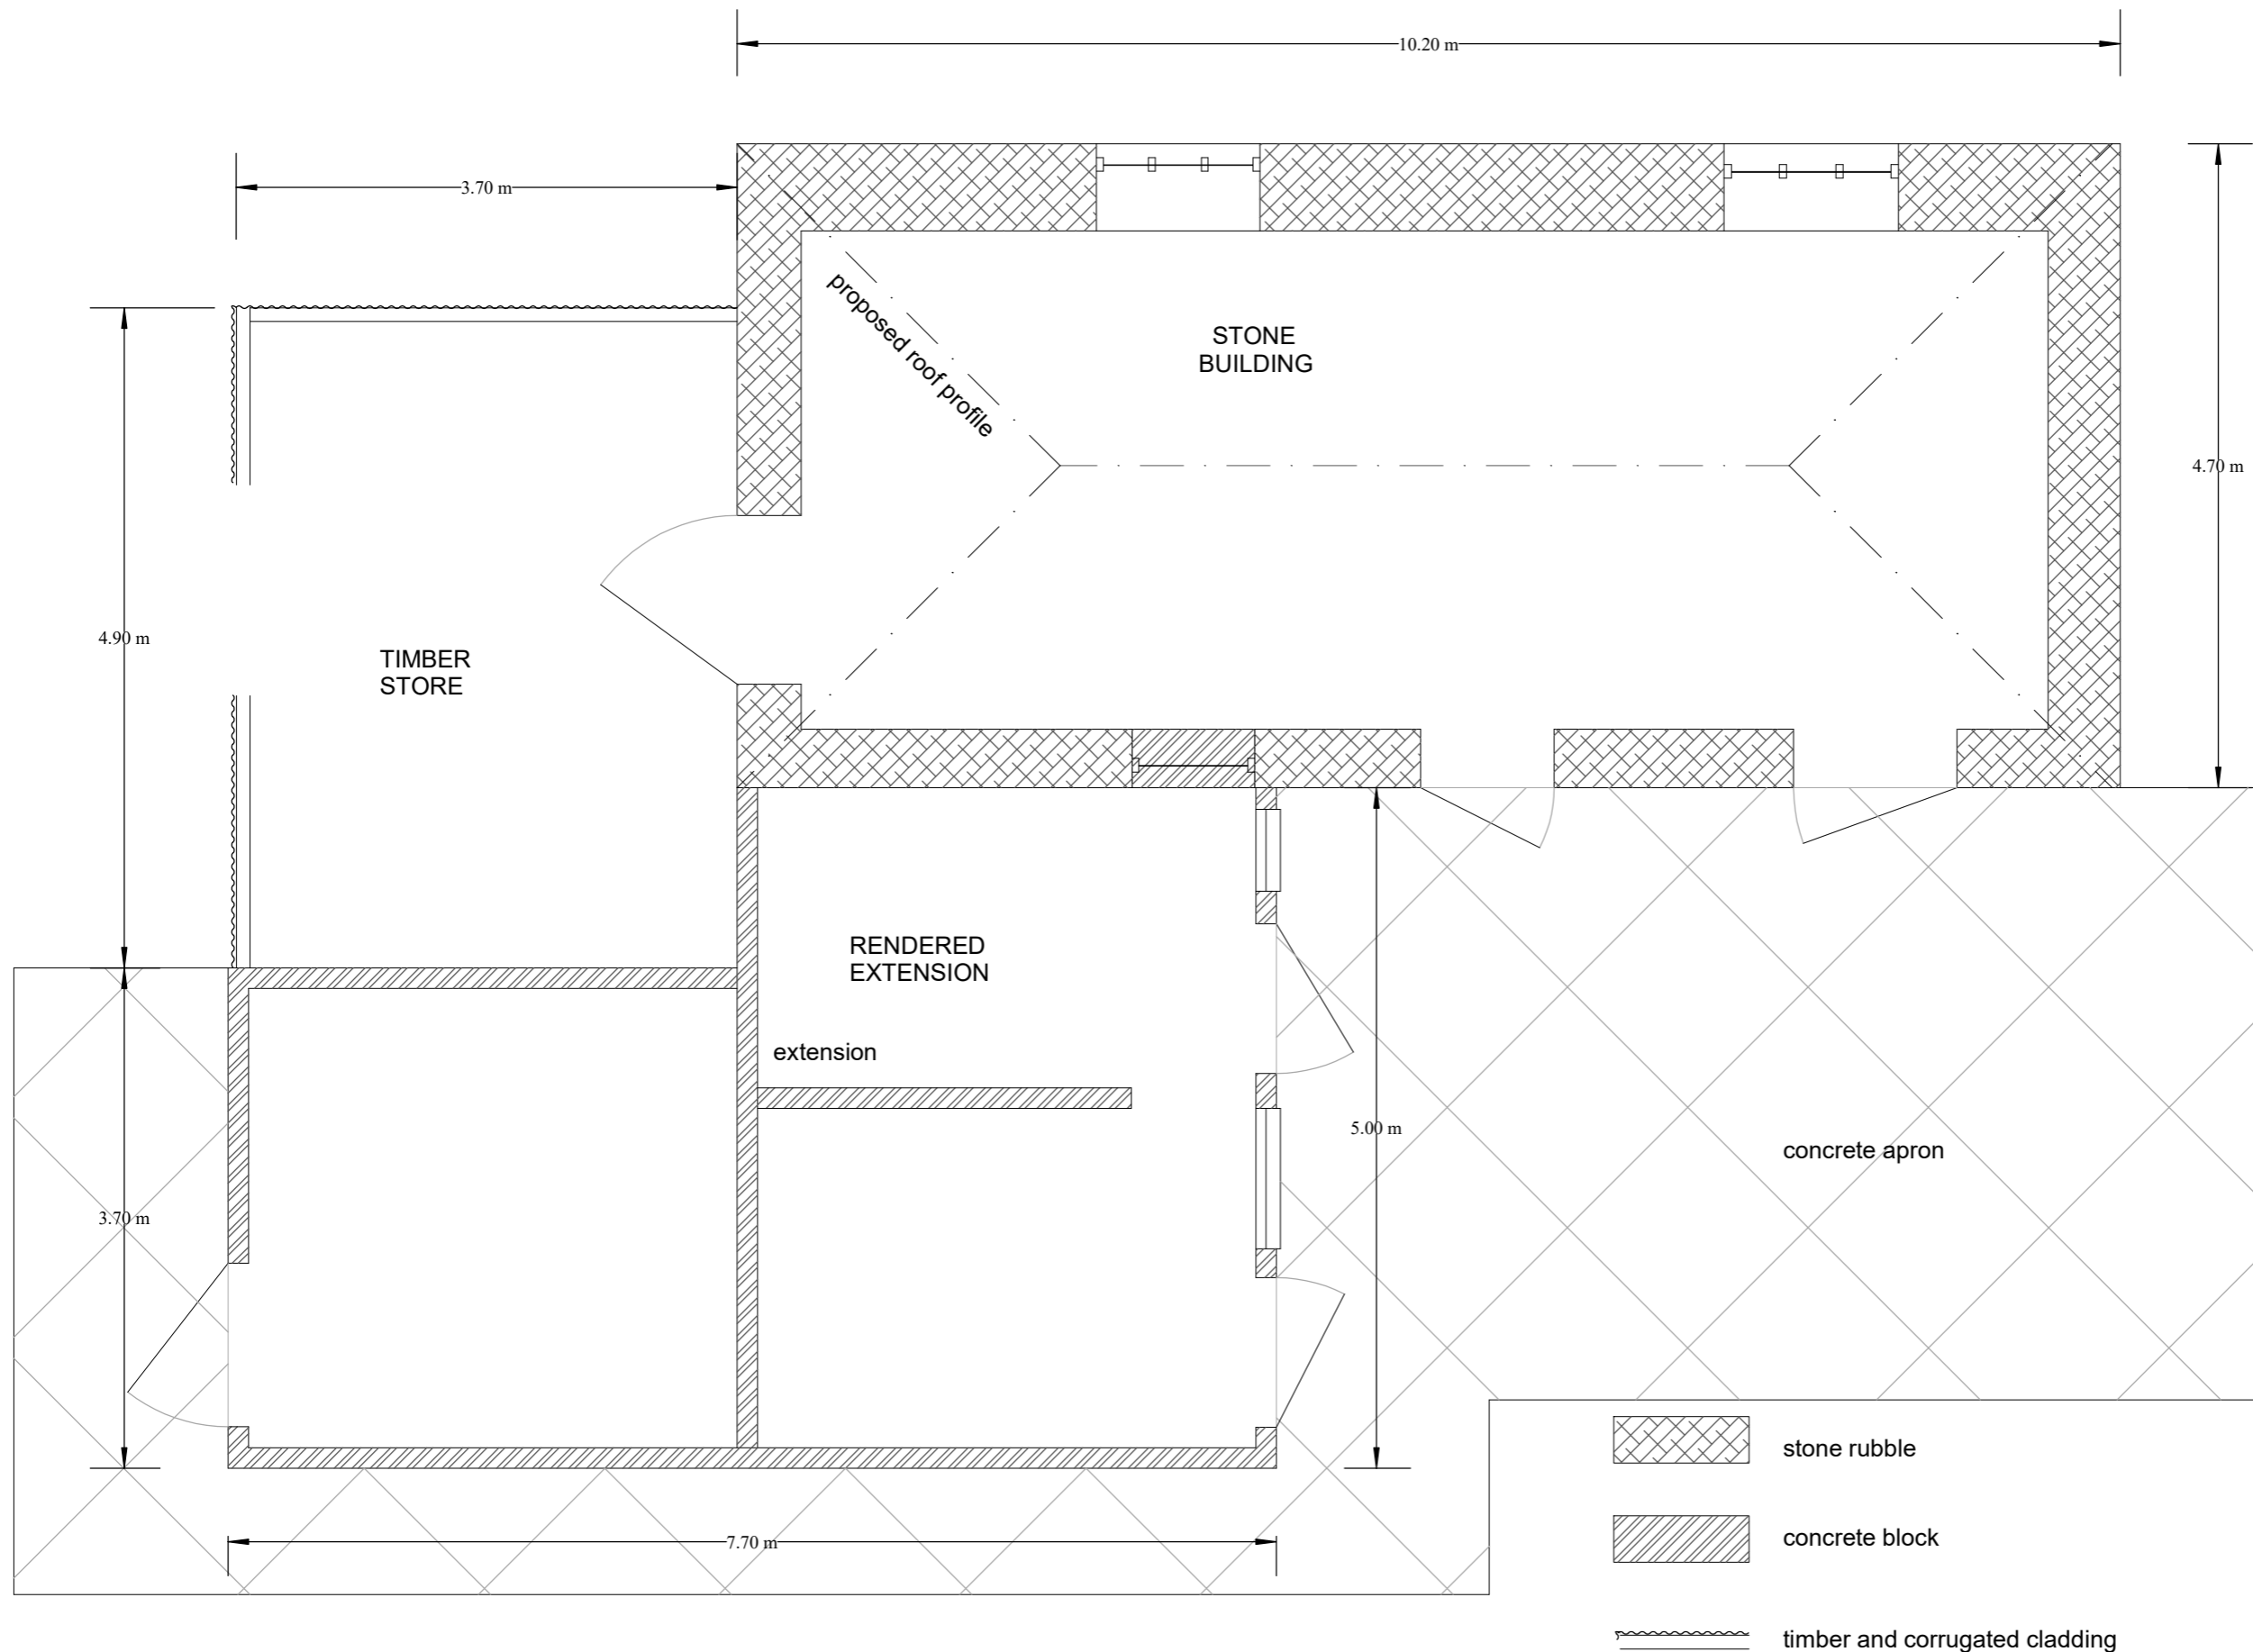 10.20 m
3.70 m
proposed roof profile
STONE
BUILDING
4.70 m
4.90 m
TIMBER
STORE
RENDERED
EXTENSION
extension
5.00 m
concrete apron
3.70 m
stone rubble
7.70 m
concrete block
timber and corrugated cladding